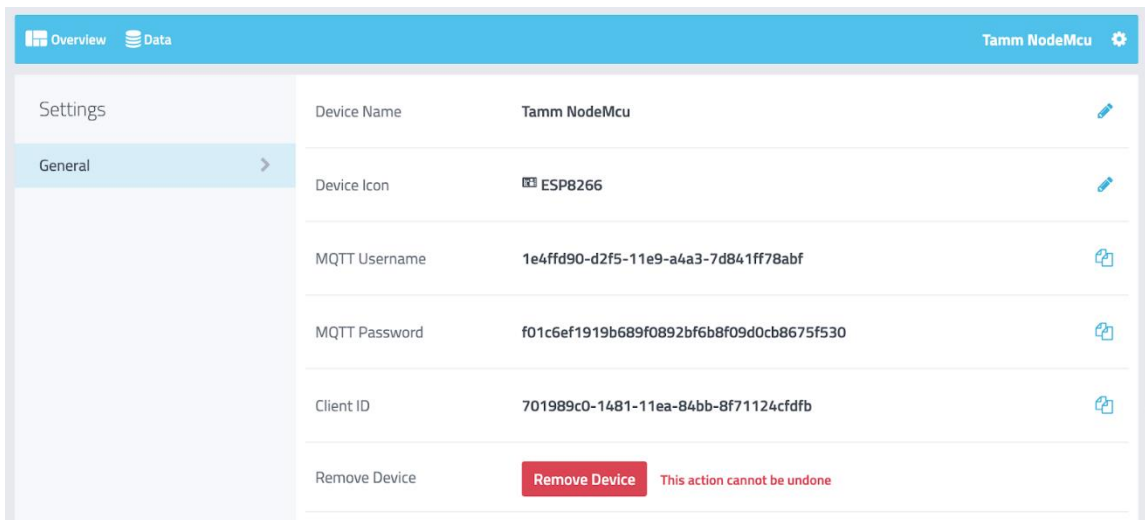 Overview Data Tamm NodeMcu
Settings
General
Device Name Tamm NodeMcu
Device Icon ESP8266
MQTT Username 1e4ffd90-d2f5-11e9-a4a3-7d841ff78abf
MQTT Password f01c6ef1919b689f0892bf6b8f09d0cb8675f530
Client ID 701989c0-1481-11ea-84bb-8f71124cfdfb
Remove Device Remove Device This action cannot be undone